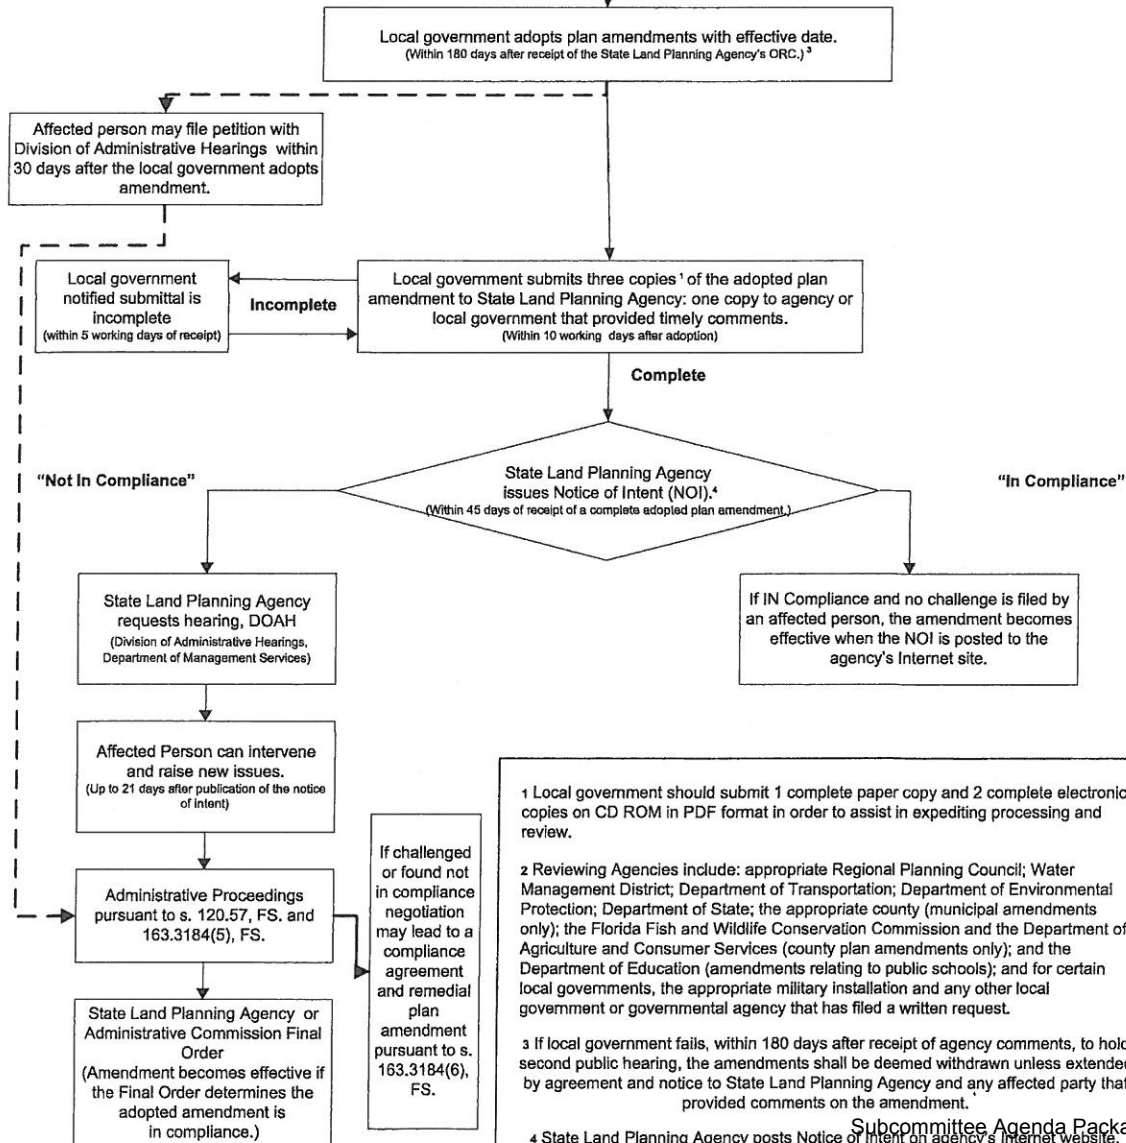 Local government adopts plan amendments with effective date.
(Within 180 days after receipt of the State Land Planning Agency's ORC.) 3
Affected person may file petition with
Division of Administrative Hearings within
30 days after the local government adopts
amendment.
Local government
notified submittal is
incomplete
(within 5 working days of receipt)
Incomplete
Local government submits three copies 1 of the adopted plan
amendment to State Land Planning Agency: one copy to agency or
local government that provided timely comments.
(Within 10 working days after adoption)
Complete
"Not In Compliance"
State Land Planning Agency
issues Notice of Intent (NOI).4
(Within 45 days of receipt of a complete adopted plan amendment.)
"In Compliance"
State Land Planning Agency
requests hearing, DOAH
(Division of Administrative Hearings,
Department of Management Services)
If IN Compliance and no challenge is filed by
an affected person, the amendment becomes
effective when the NOI is posted to the
agency's Internet site.
Affected Person can intervene
and raise new issues.
(Up to 21 days after publication of the notice
of intent)
Administrative Proceedings
pursuant to s. 120.57, FS. and
163.3184(5), FS.
If challenged
or found not
in compliance
negotiation
may lead to a
compliance
agreement
and remedial
plan
amendment
pursuant to s.
163.3184(6),
FS.
State Land Planning Agency or
Administrative Commission Final
Order
(Amendment becomes effective if
the Final Order determines the
adopted amendment is
in compliance.)
1 Local government should submit 1 complete paper copy and 2 complete electronic
copies on CD ROM in PDF format in order to assist in expediting processing and
review.
2 Reviewing Agencies include: appropriate Regional Planning Council; Water
Management District; Department of Transportation; Department of Environmental
Protection; Department of State; the appropriate county (municipal amendments
only); the Florida Fish and Wildlife Conservation Commission and the Department of
Agriculture and Consumer Services (county plan amendments only); and the
Department of Education (amendments relating to public schools); and for certain
local governments, the appropriate military installation and any other local
government or governmental agency that has filed a written request.
3 If local government fails, within 180 days after receipt of agency comments, to hold
second public hearing, the amendments shall be deemed withdrawn unless extended
by agreement and notice to State Land Planning Agency and any affected party that
provided comments on the amendment.
Subcommittee Agenda Packa
4 State Land Planning Agency posts Notice of Intent on agency's Internet website.